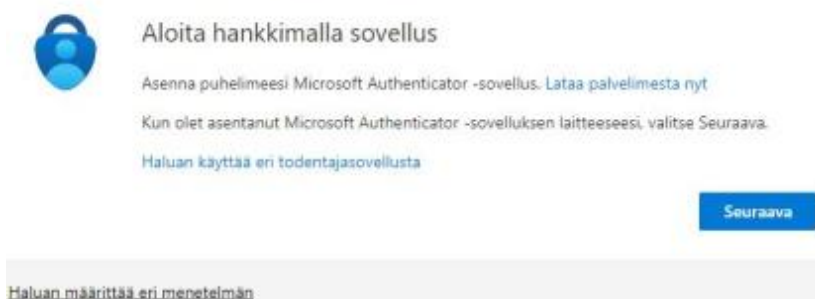 Aloita hankkimalla sovellus
Asenna puhelimeesi Microsoft Authenticator -sovellus. Lataa palvelimesta nyt
Kun olet asentanut Microsoft Authenticator -sovelluksen laitteeseesi, valitse Seuraava.
Haluan käyttää eri todentajasovellusta
Seuraava
Haluan määrittää eri menetelmän